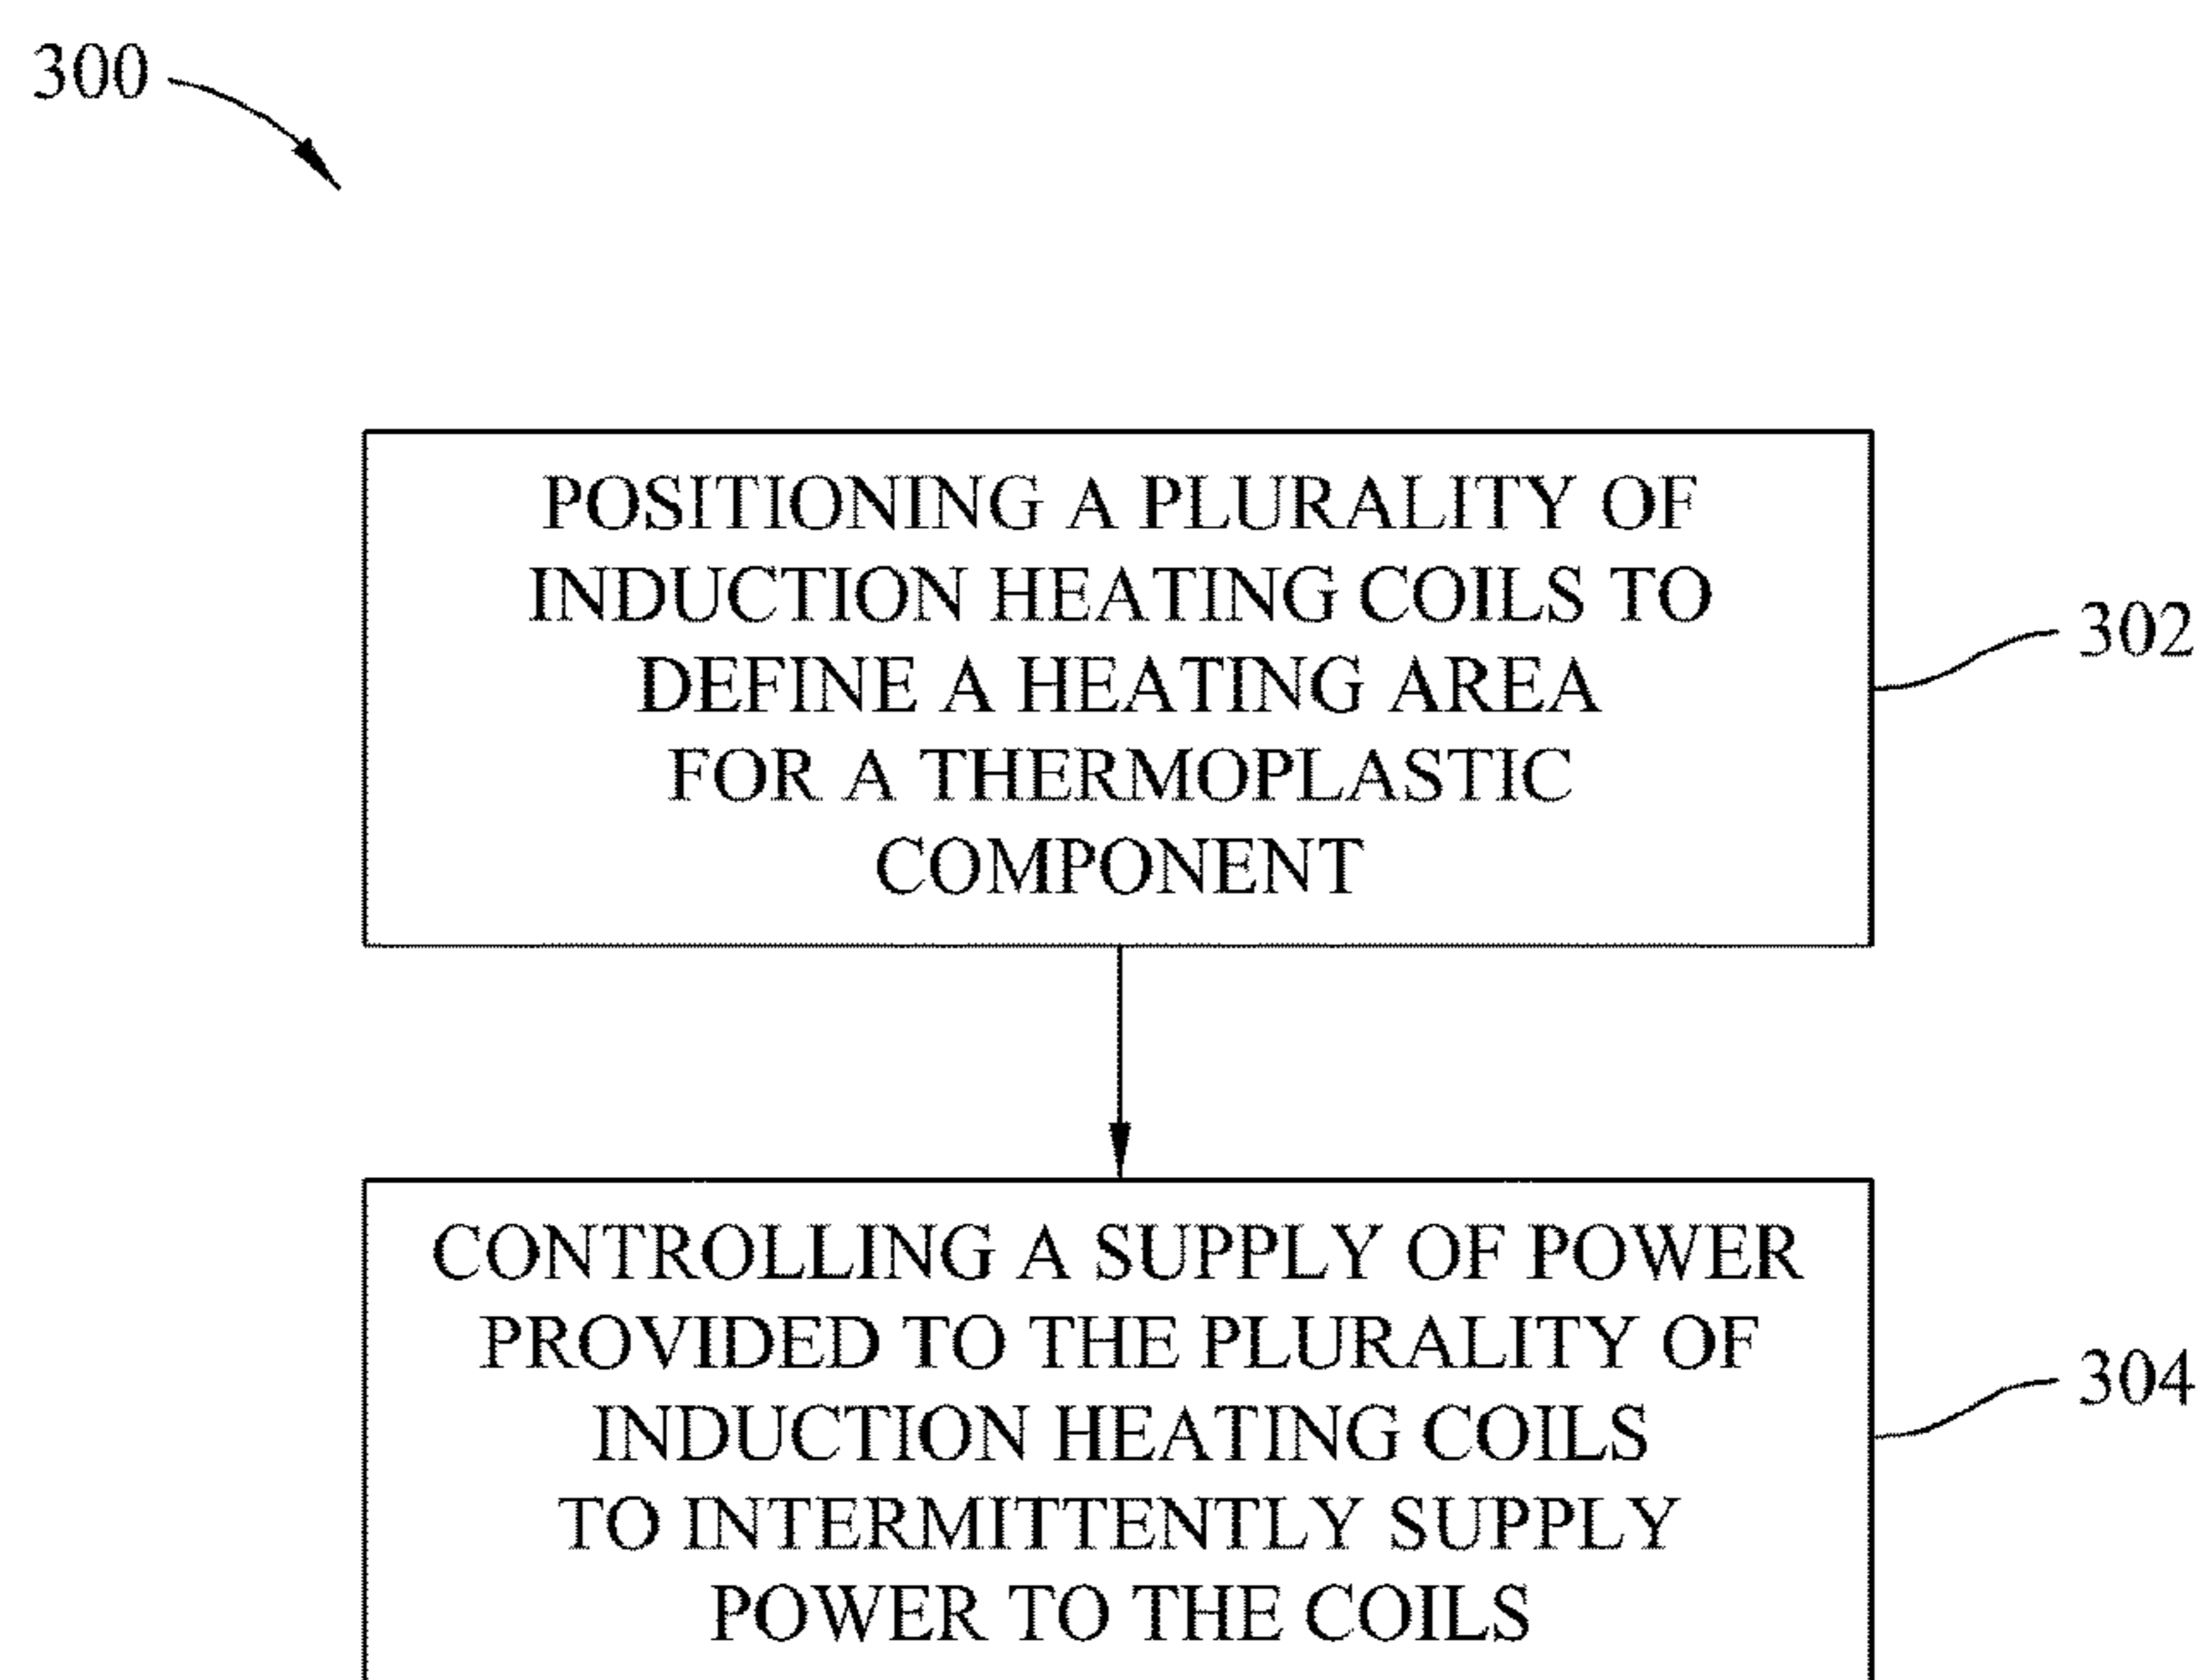 300
POSITIONING A PLURALITY OF
INDUCTION HEATING COILS TO
DEFINE A HEATING AREA
FOR A THERMOPLASTIC
COMPONENT
302
CONTROLLING A SUPPLY OF POWER
PROVIDED TO THE PLURALITY OF
INDUCTION HEATING COILS
TO INTERMITTENTLY SUPPLY
POWER TO THE COILS
304